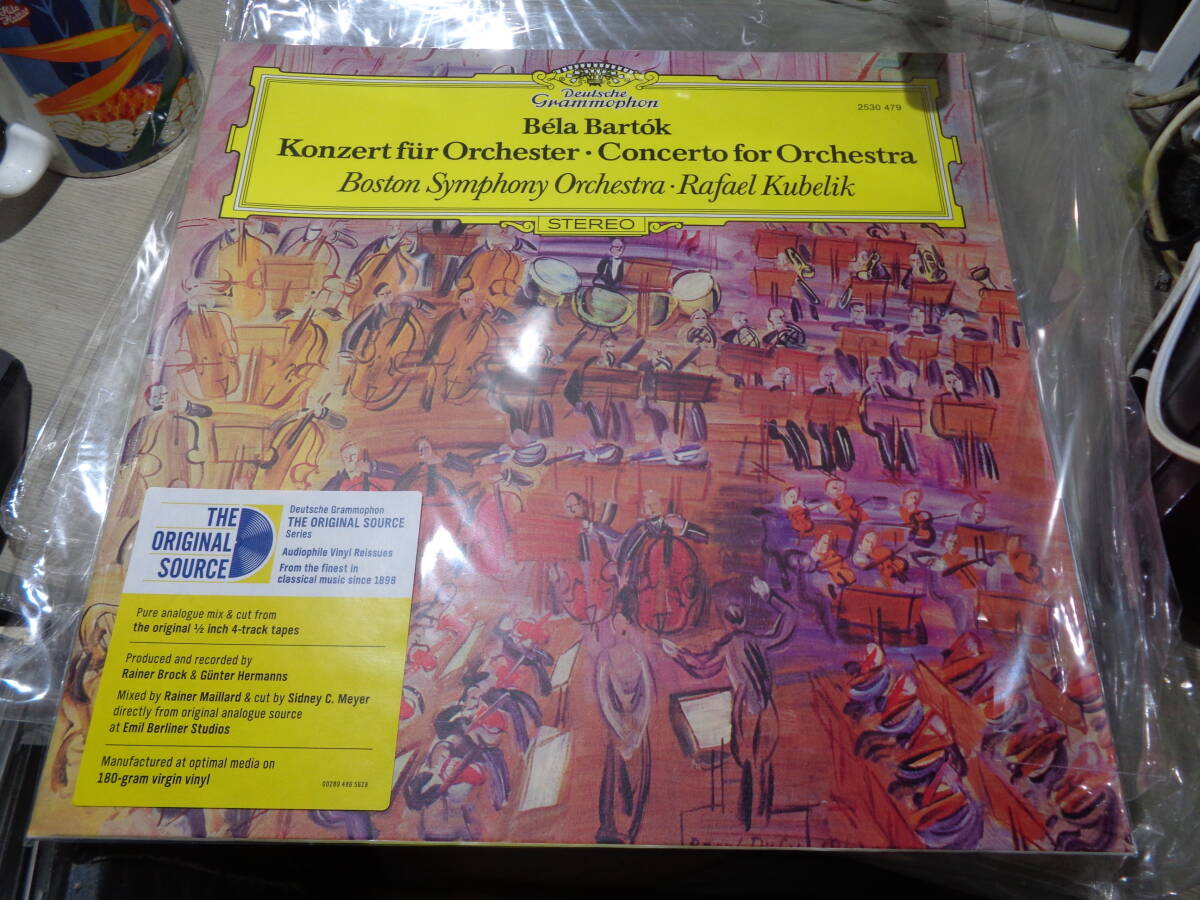 Deutsche
Grammophon
2530 479
Béla Bartók
Konzert für Orchester · Concerto for Orchestra
Boston Symphony Orchestra · Rafael Kubelik
STEREO
THE
ORIGINAL
SOURCE
Deutsche Grammophon
THE ORIGINAL SOURCE
Series
Audiophile Vinyl Reissues
From the finest in
classical music since 1898
Pure analogue mix & cut from
the original ½ inch 4-track tapes
Produced and recorded by
Rainer Brock & Günter Hermanns
Mixed by Rainer Maillard & cut by Sidney C. Meyer
directly from original analogue source
at Emil Berliner Studios
Manufactured at optimal media on
180-gram virgin vinyl
00289 486 5628